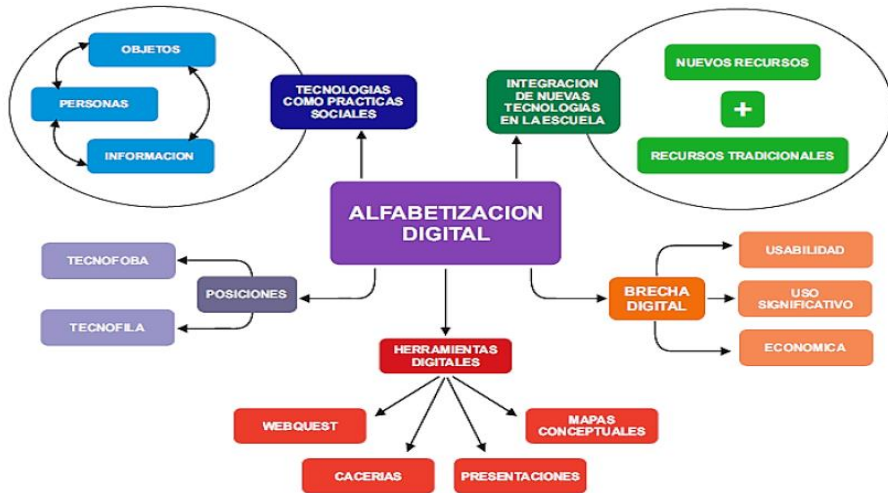 OBJETOS
PERSONAS
INFORMACION
TECNOLOGIAS
COMO PRACTICAS
SOCIALES
INTEGRACION
DE NUEVAS
TECNOLOGIAS
EN LA ESCUELA
NUEVOS RECURSOS
+
RECURSOS TRADICIONALES
ALFABETIZACION
DIGITAL
TECNOFOBA
TECNOFILA
POSICIONES
BRECHA
DIGITAL
USABILIDAD
USO
SIGNIFICATIVO
ECONOMICA
HERRAMIENTAS
DIGITALES
WEBQUEST
CACERIAS
PRESENTACIONES
MAPAS
CONCEPTUALES